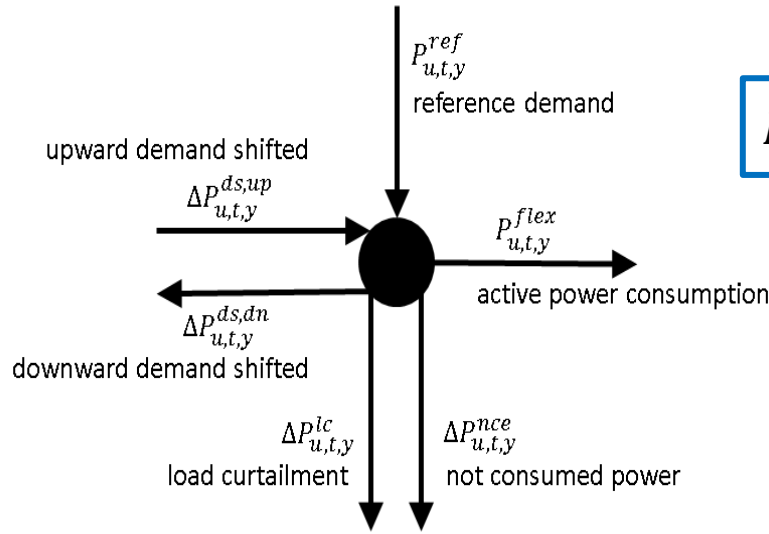 P^{ref}_{u,t,y}
reference demand
upward demand shifted
ΔP^{ds,up}_{u,t,y}
P^{flex}_{u,t,y}
active power consumption
ΔP^{ds,dn}_{u,t,y}
downward demand shifted
ΔP^{lc}_{u,t,y}
load curtailment
ΔP^{nce}_{u,t,y}
not consumed power